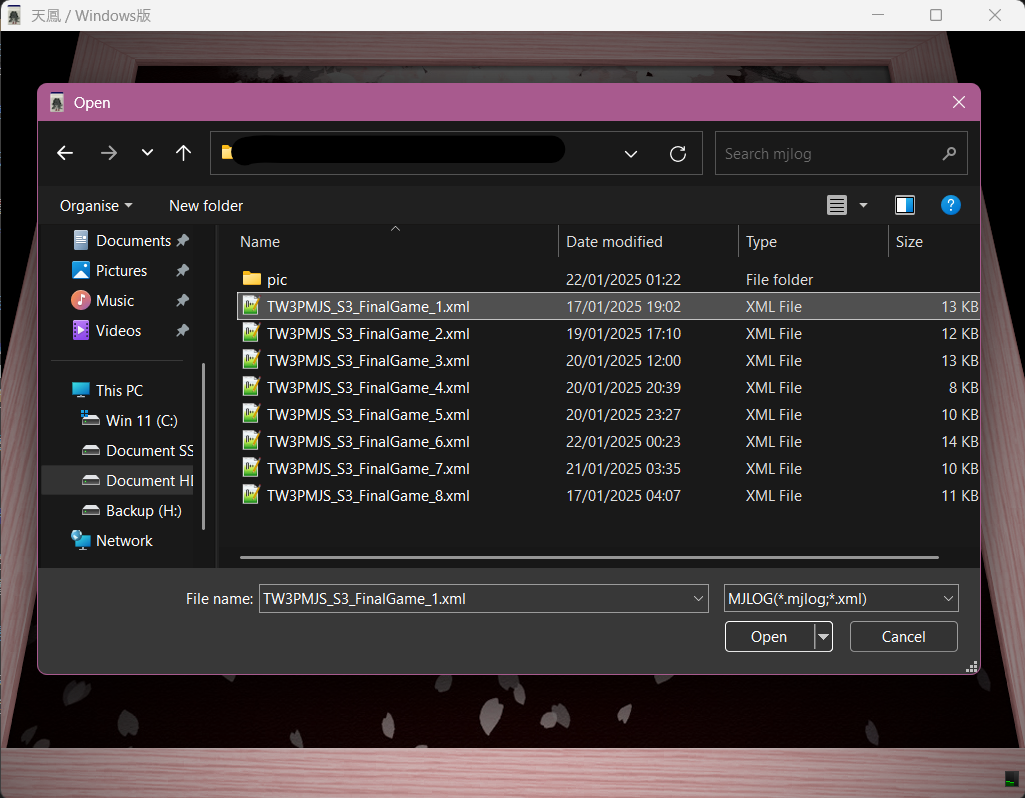 天鳳 / Windows版
Open
Search mjlog
Organise New folder
Documents
Pictures
Music
Videos
This PC
Win 11 (C:)
Document SS
Document HI
Backup (H:)
Network
Name Date modified Type Size
pic 22/01/2025 01:22 File folder
TW3PMJS_S3_FinalGame_1.xml 17/01/2025 19:02 XML File 13 KB
TW3PMJS_S3_FinalGame_2.xml 19/01/2025 17:10 XML File 12 KB
TW3PMJS_S3_FinalGame_3.xml 20/01/2025 12:00 XML File 13 KB
TW3PMJS_S3_FinalGame_4.xml 20/01/2025 20:39 XML File 8 KB
TW3PMJS_S3_FinalGame_5.xml 20/01/2025 23:27 XML File 10 KB
TW3PMJS_S3_FinalGame_6.xml 22/01/2025 00:23 XML File 14 KB
TW3PMJS_S3_FinalGame_7.xml 21/01/2025 03:35 XML File 10 KB
TW3PMJS_S3_FinalGame_8.xml 17/01/2025 04:07 XML File 11 KB
File name: TW3PMJS_S3_FinalGame_1.xml MJLOG(*.mjlog;*.xml)
Open Cancel